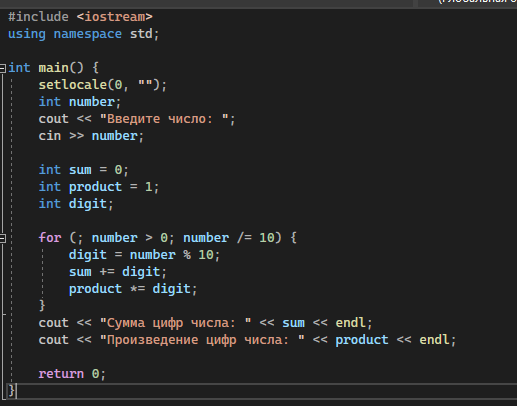 #include <iostream>
using namespace std;
int main() {
setlocale(0, "");
int number;
cout << "Введите число: ";
cin >> number;
int sum = 0;
int product = 1;
int digit;
for (; number > 0; number /= 10) {
digit = number % 10;
sum += digit;
product *= digit;
}
cout << "Сумма цифр числа: " << sum << endl;
cout << "Произведение цифр числа: " << product << endl;
return 0;
}